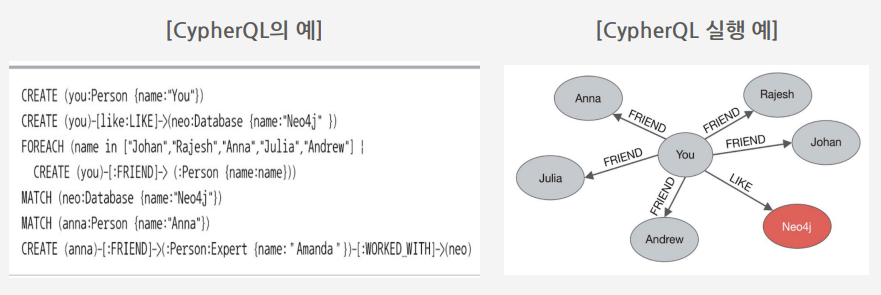 [CypherQL의 예]
CREATE (you:Person {name:"You"})
CREATE (you)-[like:LIKE]->(neo:Database {name:"Neo4j" })
FOREACH (name in ["Johan","Rajesh","Anna","Julia","Andrew"] |
CREATE (you)-[:FRIEND]-> (:Person {name:name}))
MATCH (neo:Database {name:"Neo4j"})
MATCH (anna:Person {name:"Anna"})
CREATE (anna)-[:FRIEND]->(:Person:Expert {name: "Amanda"})-[:WORKED_WITH]->(neo)
[CypherQL 실행 예]
Anna
Rajesh
FRIEND
FRIEND
FRIEND
Johan
You
FRIEND
Julia
LIKE
FRIEND
Neo4j
Andrew